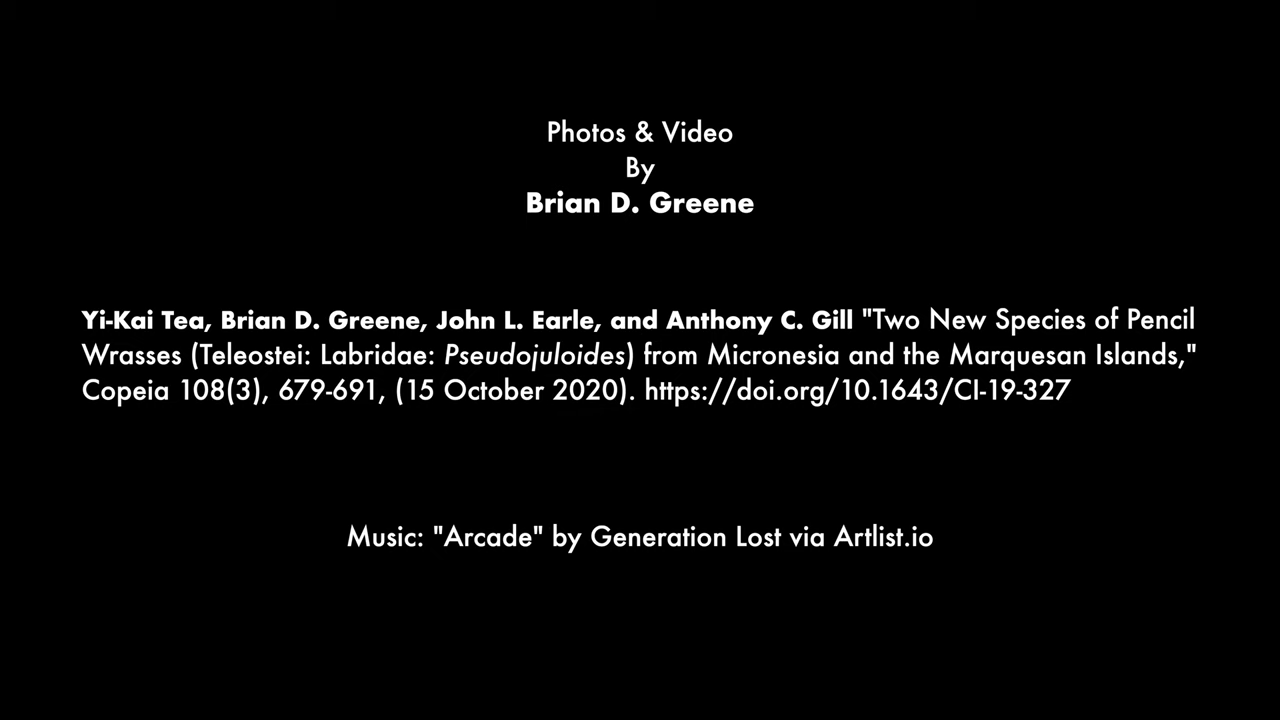 Photos & Video
By
Brian D. Greene
Yi-Kai Tea, Brian D. Greene, John L. Earle, and Anthony C. Gill "Two New Species of Pencil
Wrasses (Teleostei: Labridae: Pseudojuloides) from Micronesia and the Marquesan Islands,"
Copeia 108(3), 679-691, (15 October 2020). https://doi.org/10.1643/CI-19-327
Music: "Arcade" by Generation Lost via Artlist.io